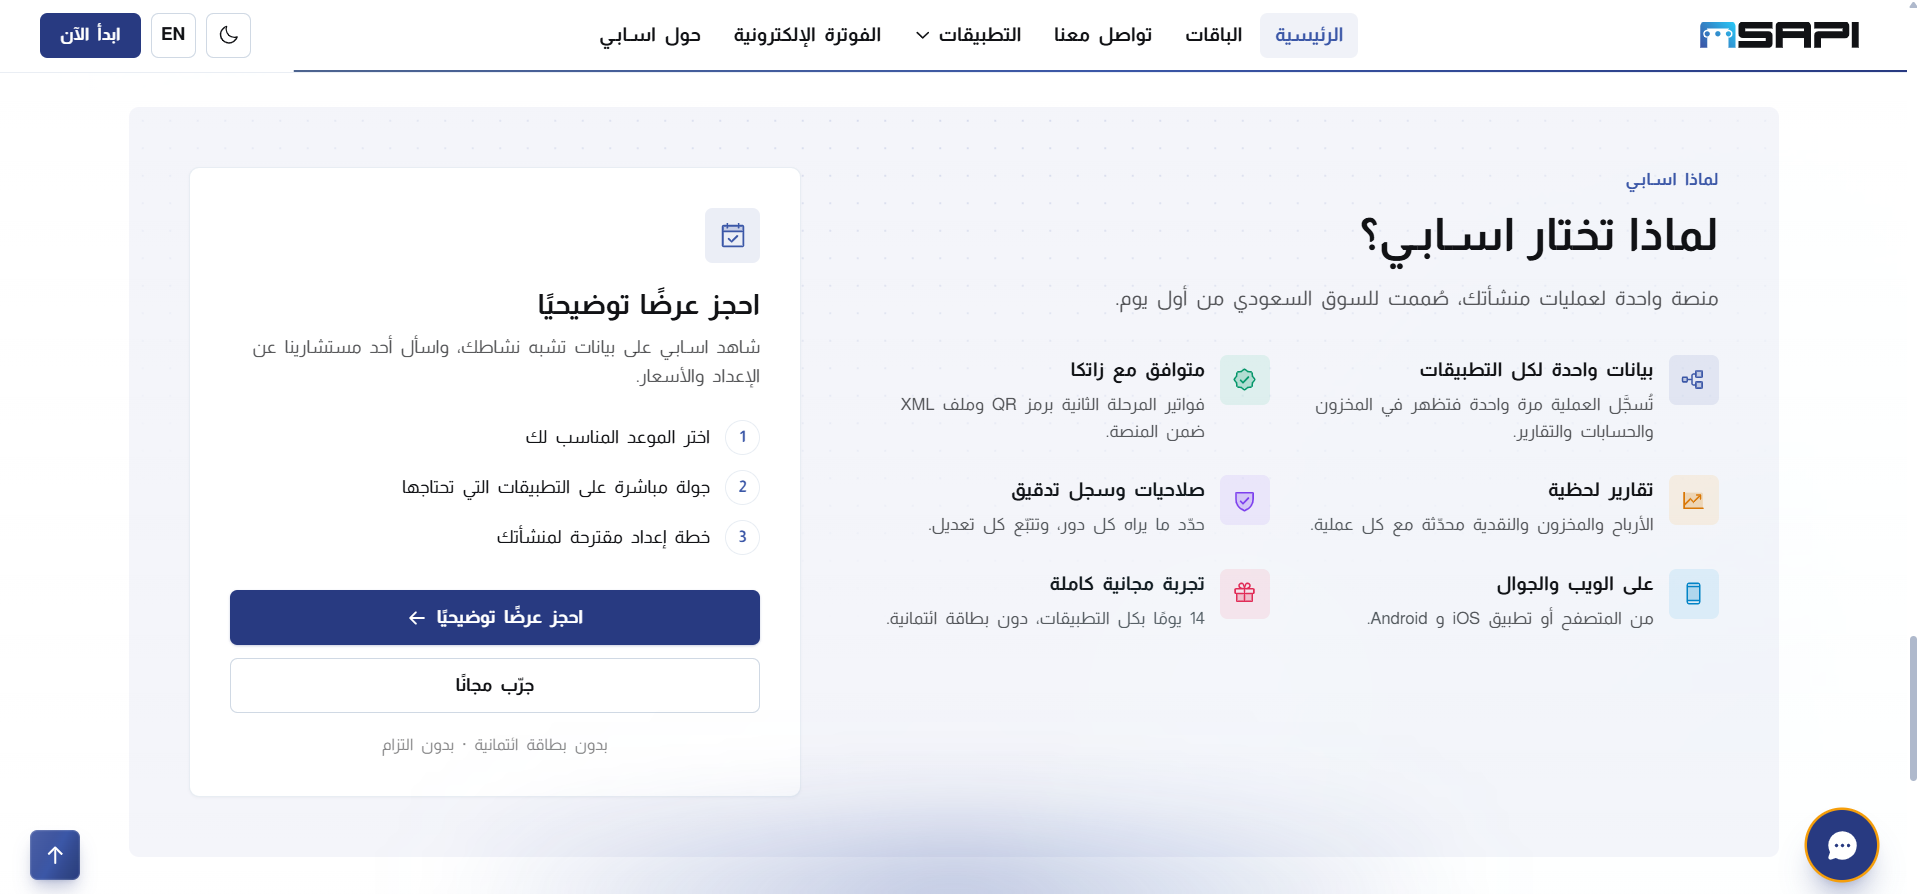 ASAPI
الرئيسية
الباقات
تواصل معنا
التطبيقات
الفوترة الإلكترونية
حول اسابي
EN
ابدأ الآن
لماذا اسابي
لماذا تختار اسابي؟
منصة واحدة لعمليات منشأتك، صُممت للسوق السعودي من أول يوم.
بيانات واحدة لكل التطبيقات
تُسجَّل العملية مرة واحدة فتظهر في المخزون
والحسابات والتقارير.
متوافق مع زاتكا
فواتير المرحلة الثانية برمز QR وملف XML
ضمن المنصة.
تقارير لحظية
الأرباح والمخزون والنقدية محدّثة مع كل عملية.
صلاحيات وسجل تدقيق
حدّد ما يراه كل دور، وتتبّع كل تعديل.
على الويب والجوال
من المتصفح أو تطبيق iOS و Android.
تجربة مجانية كاملة
14 يومًا بكل التطبيقات، دون بطاقة ائتمانية.
احجز عرضًا توضيحيًا
شاهد اسابي على بيانات تشبه نشاطك، واسأل أحد مستشارينا عن
الإعداد والأسعار.
1 اختر الموعد المناسب لك
2 جولة مباشرة على التطبيقات التي تحتاجها
3 خطة إعداد مقترحة لمنشأتك
احجز عرضًا توضيحيًا ←
جرّب مجانًا
بدون بطاقة ائتمانية · بدون التزام